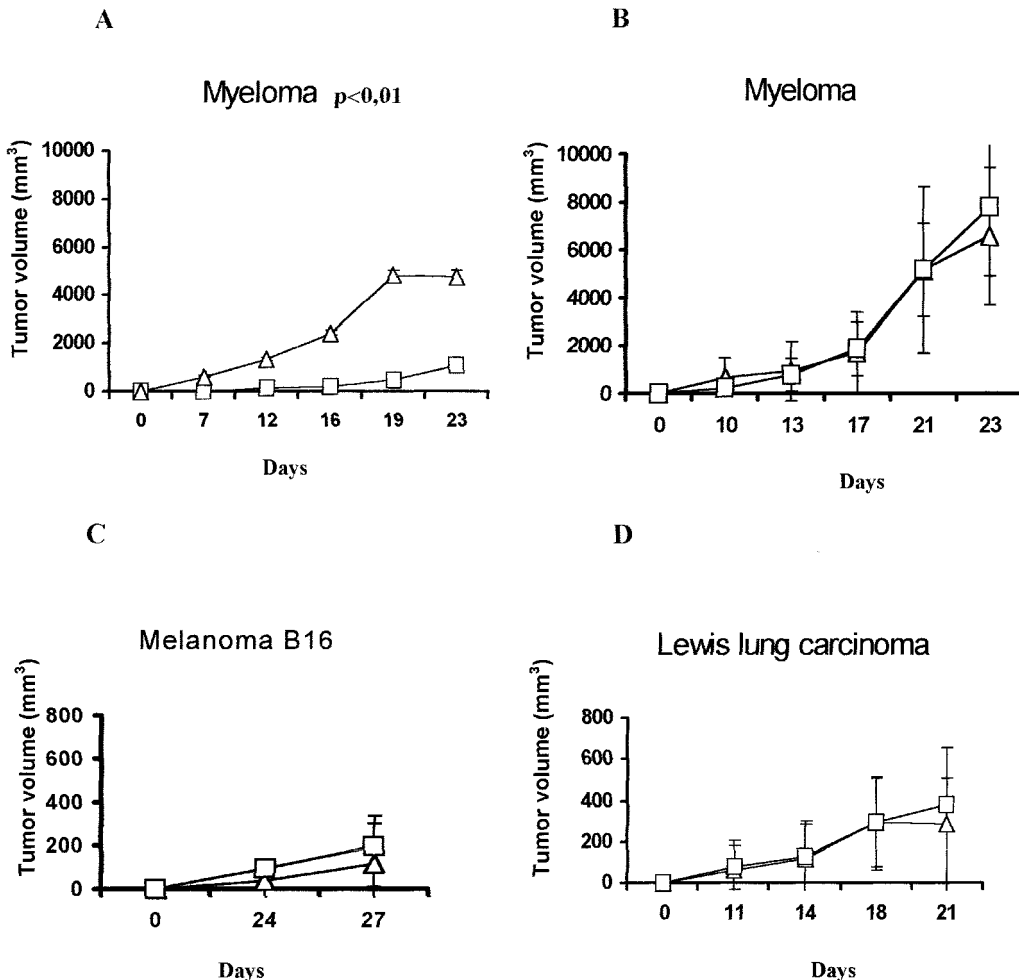 A
Myeloma p<0,01
Tumor volume (mm³)
10000
8000
6000
4000
2000
0
0 7 12 16 19 23
Days
B
Myeloma
Tumor volume (mm³)
10000
8000
6000
4000
2000
0
0 10 13 17 21 23
Days
C
Melanoma B16
Tumor volume (mm³)
800
600
400
200
0
0 24 27
Days
D
Lewis lung carcinoma
Tumor volume (mm³)
800
600
400
200
0
0 11 14 18 21
Days